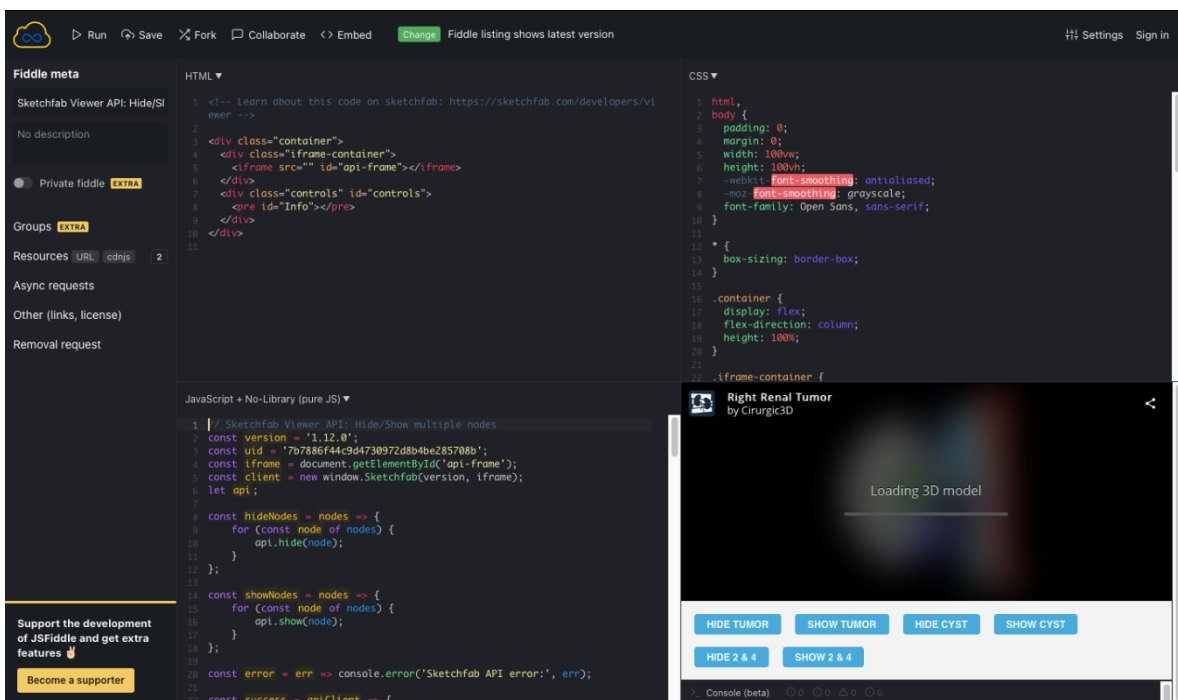 Run Save Fork Collaborate <> Embed Change Fiddle listing shows latest version Settings Sign in
Fiddle meta
Sketchfab Viewer API: Hide/Sl
No description
Private fiddle EXTRA
Groups EXTRA
Resources URL cdnjs 2
Async requests
Other (links, license)
Removal request
Support the development
of JSFiddle and get extra
features
Become a supporter
HTML ▼
1 <!-- Learn about this code on sketchfab: https://sketchfab.com/developers/vi
ewer -->
2
3 <div class="container">
4 <div class="iframe-container">
5 <iframe src="" id="api-frame"></iframe>
6 </div>
7 <div class="controls" id="controls">
8 <pre id="Info"></pre>
9 </div>
10 </div>
11
CSS ▼
1 html,
2 body {
3 padding: 0;
4 margin: 0;
5 width: 100vw;
6 height: 100vh;
7 -webkit-font-smoothing: antialiased;
8 -moz-font-smoothing: grayscale;
9 font-family: Open Sans, sans-serif;
10 }
11
12 * {
13 box-sizing: border-box;
14 }
15
16 .container {
17 display: flex;
18 flex-direction: column;
19 height: 100%;
20 }
21
22 .iframe-container {
JavaScript + No-Library (pure JS) ▼
1 // Sketchfab Viewer API: Hide/Show multiple nodes
2 const version = '1.12.0';
3 const uid = '7b7886f44c9d4730972d8b4be285708b';
4 const iframe = document.getElementById('api-frame');
5 const client = new window.Sketchfab(version, iframe);
6 let api;
7
8 const hideNodes = nodes => {
9 for (const node of nodes) {
10 api.hide(node);
11 }
12 };
13
14 const showNodes = nodes => {
15 for (const node of nodes) {
16 api.show(node);
17 }
18 };
19
20 const error = err => console.error('Sketchfab API error:', err);
21
22 const success = apiClient => {
Right Renal Tumor
by Cirurgic3D
Loading 3D model
HIDE TUMOR SHOW TUMOR HIDE CYST SHOW CYST
HIDE 2 & 4 SHOW 2 & 4
>_ Console (beta) 0 0 0 0